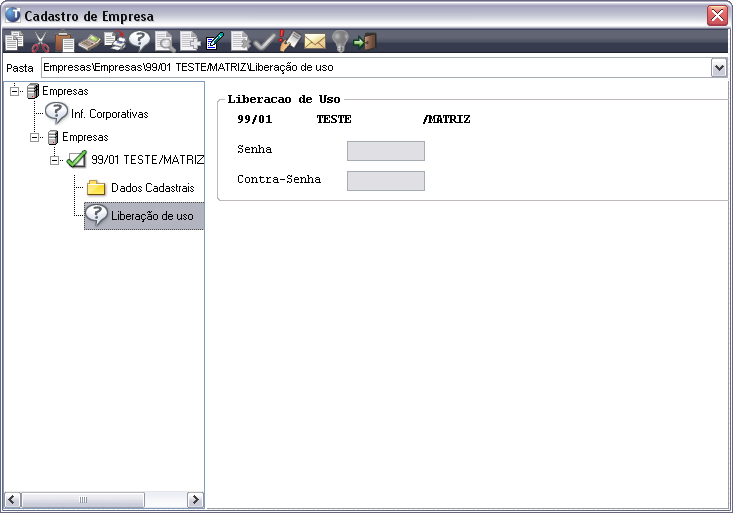 Cadastro de Empresa
Pasta Empresas\Empresas\99/01 TESTE/MATRIZ\Liberação de uso
Empresas
Inf. Corporativas
Empresas
99/01 TESTE/MATRIZ
Dados Cadastrais
Liberação de uso
Liberacao de Uso
99/01 TESTE /MATRIZ
Senha
Contra-Senha